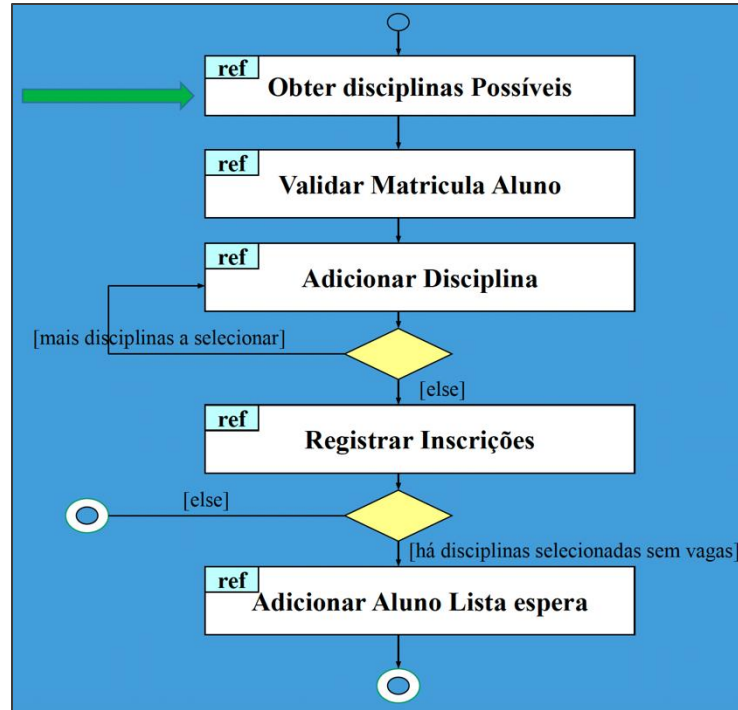 ref
Obter disciplinas Possíveis
ref
Validar Matricula Aluno
ref
Adicionar Disciplina
[mais disciplinas a selecionar]
[else]
ref
Registrar Inscrições
[else]
[há disciplinas selecionadas sem vagas]
ref
Adicionar Aluno Lista espera